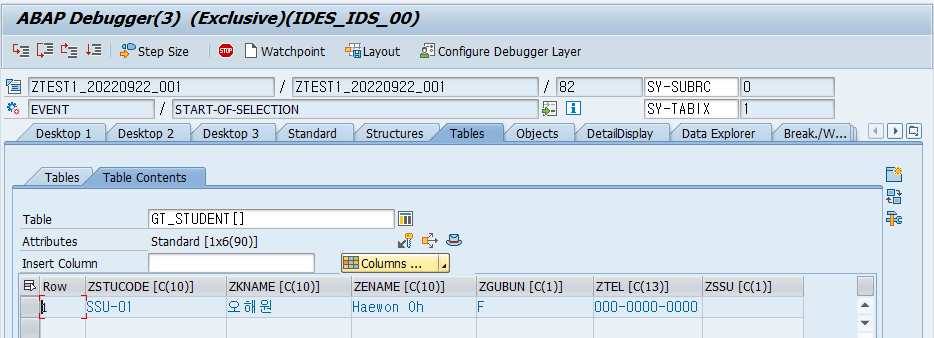 ABAP Debugger(3) (Exclusive)(IDES_IDS_00)
Step Size Watchpoint Layout Configure Debugger Layer
ZTEST1_20220922_001 / ZTEST1_20220922_001 / 82 SY-SUBRC 0
EVENT / START-OF-SELECTION SY-TABIX 1
Desktop 1 Desktop 2 Desktop 3 Standard Structures Tables Objects DetailDisplay Data Explorer Break./W...
Tables Table Contents
Table GT_STUDENT[]
Attributes Standard [1x6(90)]
Insert Column Columns ...
Row ZSTUCODE [C(10)] ZKNAME [C(10)] ZENAME [C(10)] ZGUBUN [C(1)] ZTEL [C(13)] ZSSU [C(1)]
1 SSU-01 오해원 Haewon Oh F 000-0000-0000